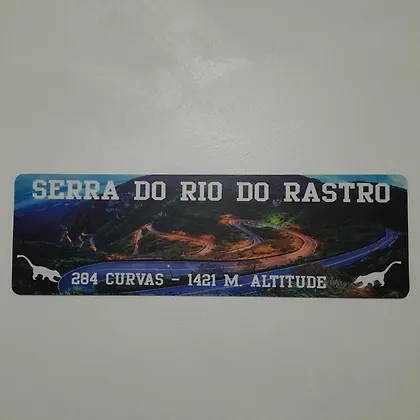 SERRA DO RIO DO RASTRO
284 CURVAS - 1421 M. ALTITUDE